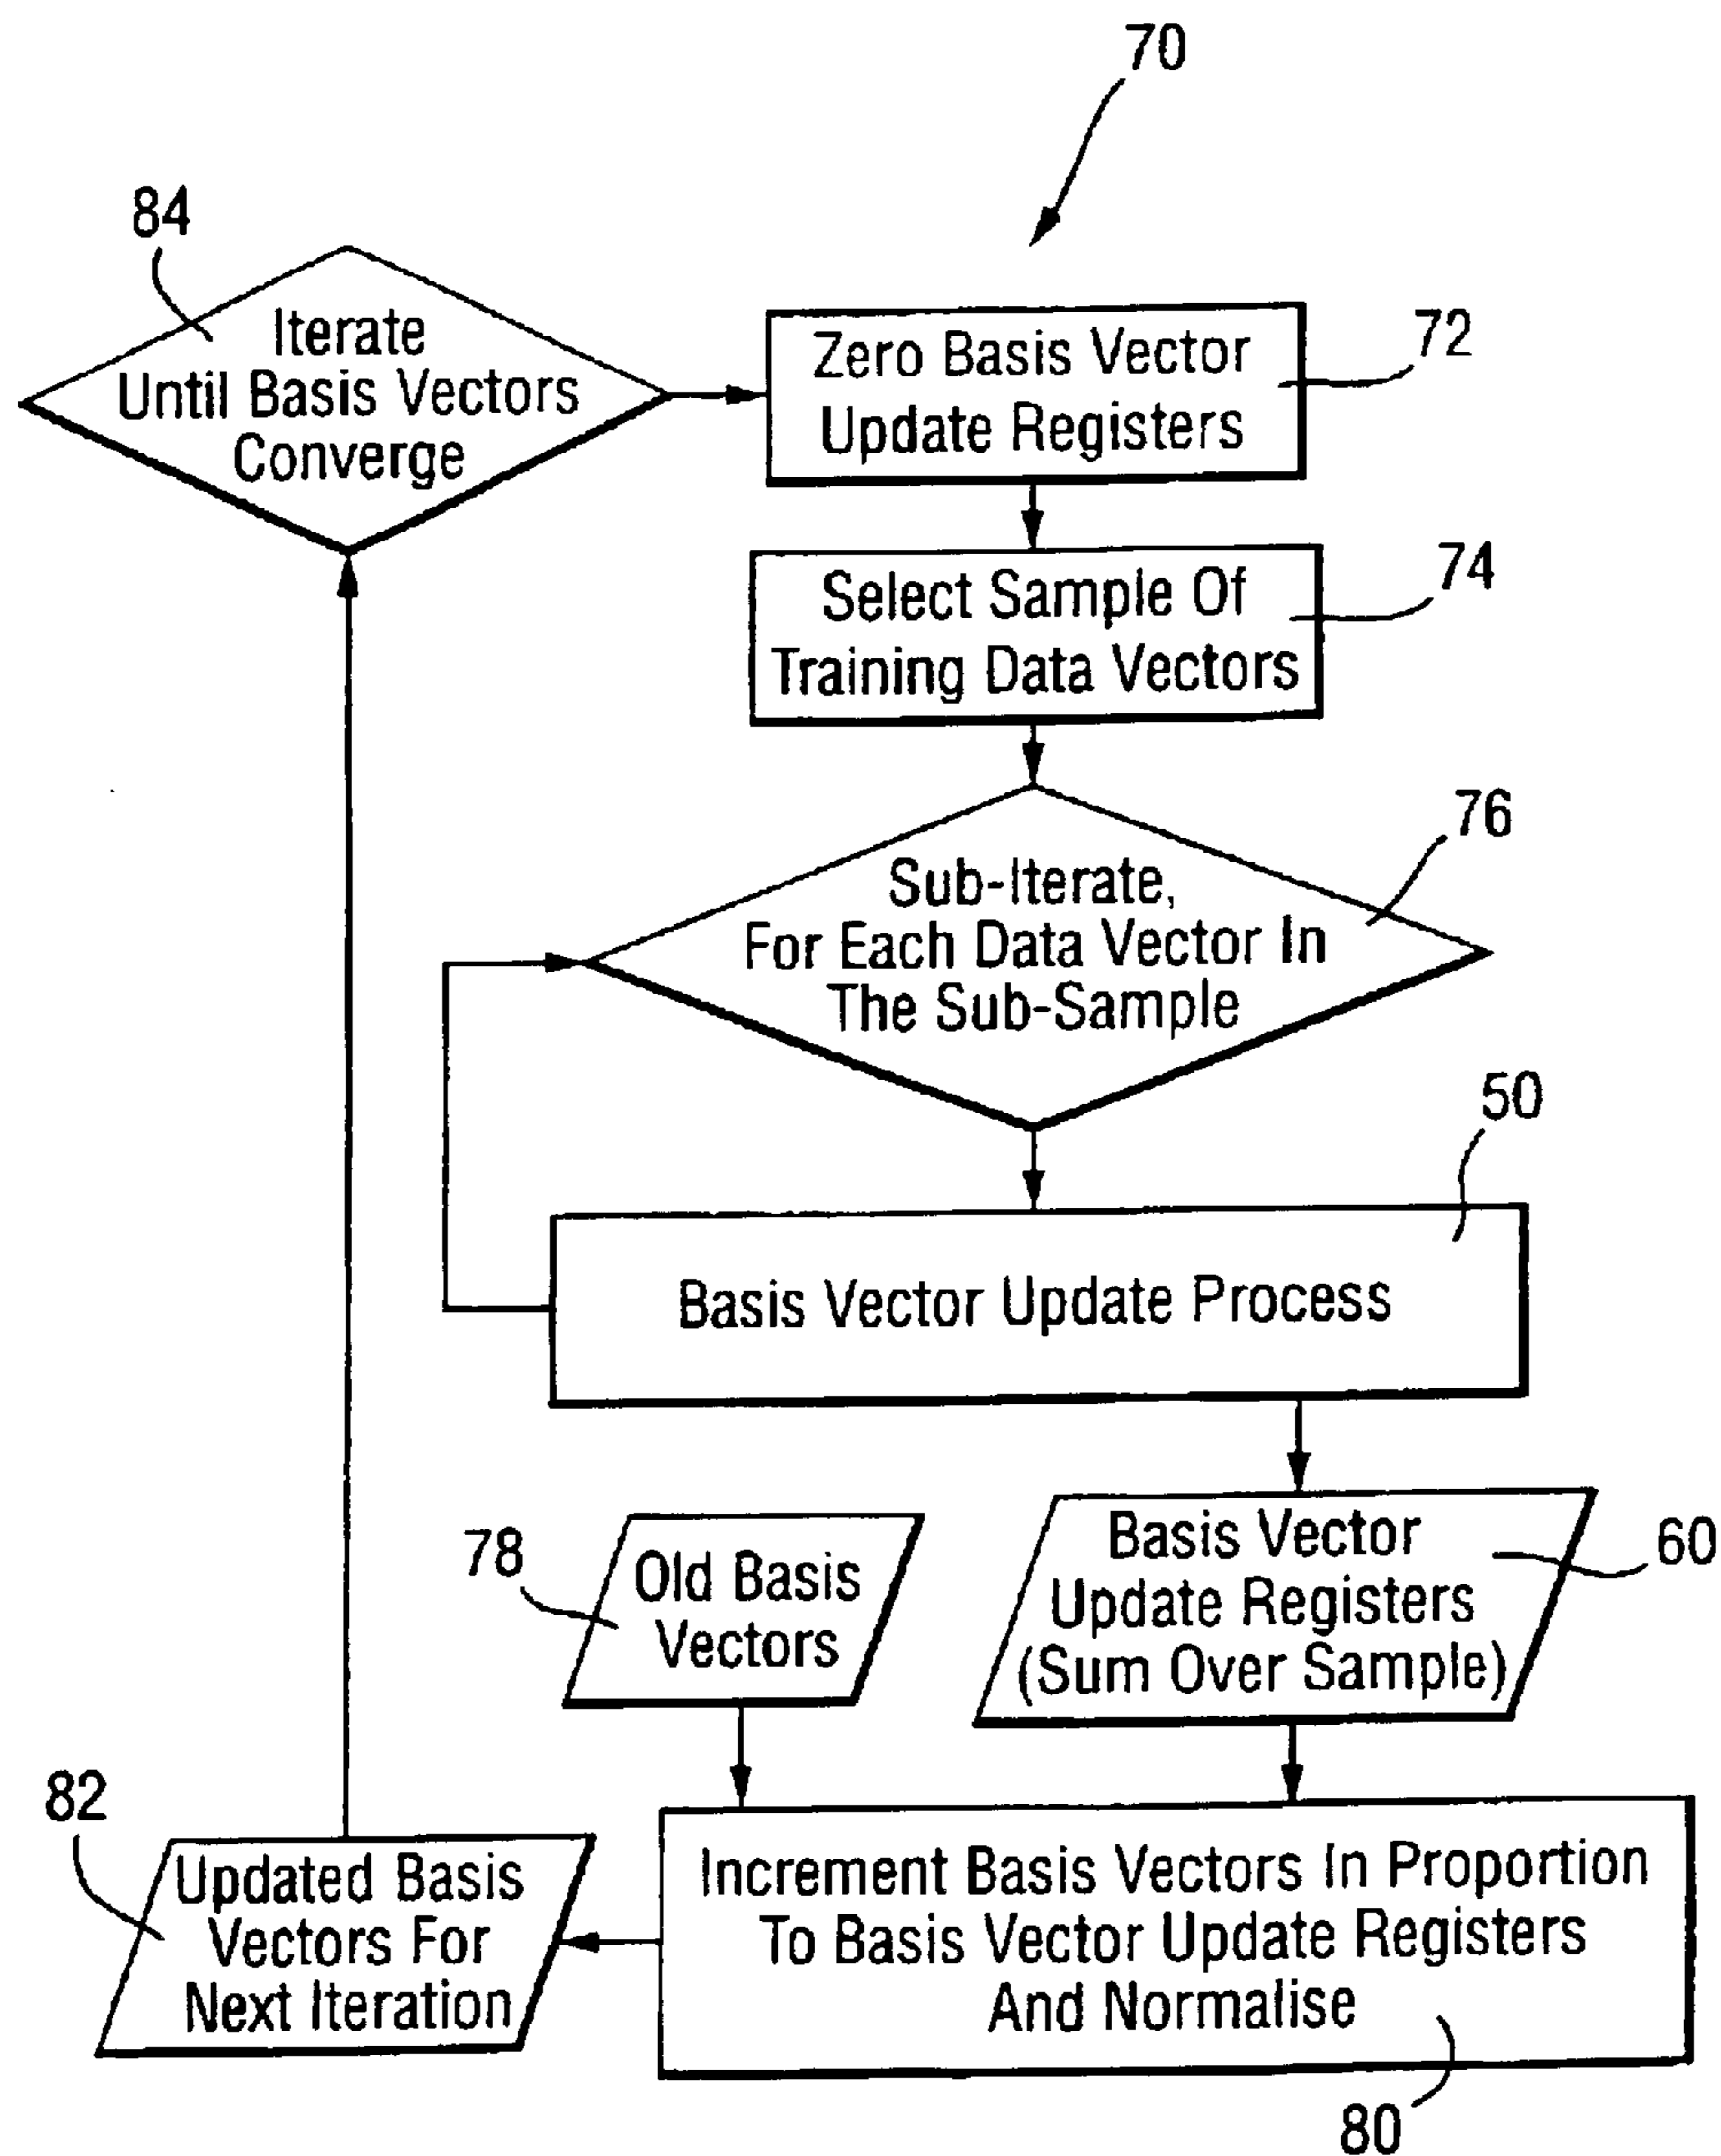 70
84
Iterate
Until Basis Vectors
Converge
Zero Basis Vector
Update Registers
72
Select Sample Of
Training Data Vectors
74
Sub-Iterate,
For Each Data Vector In
The Sub-Sample
76
50
Basis Vector Update Process
78
Old Basis
Vectors
Basis Vector
Update Registers
(Sum Over Sample)
60
82
Updated Basis
Vectors For
Next Iteration
Increment Basis Vectors In Proportion
To Basis Vector Update Registers
And Normalise
80